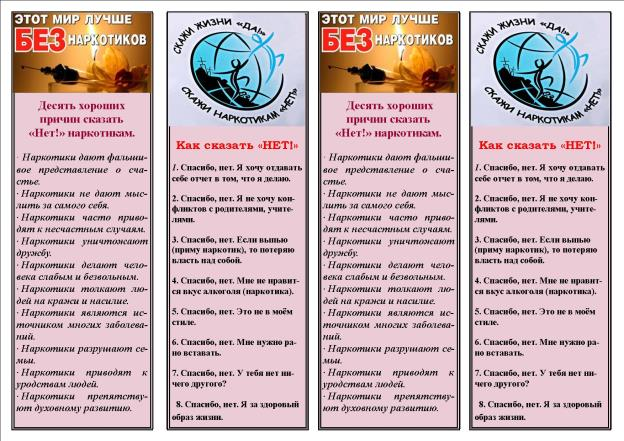 ЭТОТ МИР ЛУЧШЕ
БЕЗ НАРКОТИКОВ
Десять хороших
причин сказать
«Нет!» наркотикам.
· Наркотики дают фальши-
вое представление о сча-
стье.
· Наркотики не дают мыс-
лить за самого себя.
· Наркотики часто приво-
дят к несчастным случаям.
· Наркотики уничтожают
дружбу.
· Наркотики делают чело-
века слабым и безвольным.
· Наркотики толкают лю-
дей на кражи и насилие.
· Наркотики являются ис-
точником многих заболева-
ний.
· Наркотики разрушают се-
мьи.
· Наркотики приводят к
уродствам людей.
· Наркотики препятству-
ют духовному развитию.
СКАЖИ ЖИЗНИ «ДА!»
СКАЖИ НАРКОТИКАМ «НЕТ!»
Как сказать «НЕТ!»
1. Спасибо, нет. Я хочу отдавать
себе отчет в том, что я делаю.
2. Спасибо, нет. Я не хочу кон-
фликтов с родителями, учите-
лями.
3. Спасибо, нет. Если выпью
(приму наркотик), то потеряю
власть над собой.
4. Спасибо, нет. Мне не нравит-
ся вкус алкоголя (наркотика).
5. Спасибо, нет. Это не в моём
стиле.
6. Спасибо, нет. Мне нужно ра-
но вставать.
7. Спасибо, нет. У тебя нет ни-
чего другого?
8. Спасибо, нет. Я за здоровый
образ жизни.
ЭТОТ МИР ЛУЧШЕ
БЕЗ НАРКОТИКОВ
Десять хороших
причин сказать
«Нет!» наркотикам.
· Наркотики дают фальши-
вое представление о сча-
стье.
· Наркотики не дают мыс-
лить за самого себя.
· Наркотики часто приво-
дят к несчастным случаям.
· Наркотики уничтожают
дружбу.
· Наркотики делают чело-
века слабым и безвольным.
· Наркотики толкают лю-
дей на кражи и насилие.
· Наркотики являются ис-
точником многих заболева-
ний.
· Наркотики разрушают се-
мьи.
· Наркотики приводят к
уродствам людей.
· Наркотики препятству-
ют духовному развитию.
СКАЖИ ЖИЗНИ «ДА!»
СКАЖИ НАРКОТИКАМ «НЕТ!»
Как сказать «НЕТ!»
1. Спасибо, нет. Я хочу отдавать
себе отчет в том, что я делаю.
2. Спасибо, нет. Я не хочу кон-
фликтов с родителями, учите-
лями.
3. Спасибо, нет. Если выпью
(приму наркотик), то потеряю
власть над собой.
4. Спасибо, нет. Мне не нравит-
ся вкус алкоголя (наркотика).
5. Спасибо, нет. Это не в моём
стиле.
6. Спасибо, нет. Мне нужно ра-
но вставать.
7. Спасибо, нет. У тебя нет ни-
чего другого?
8. Спасибо, нет. Я за здоровый
образ жизни.